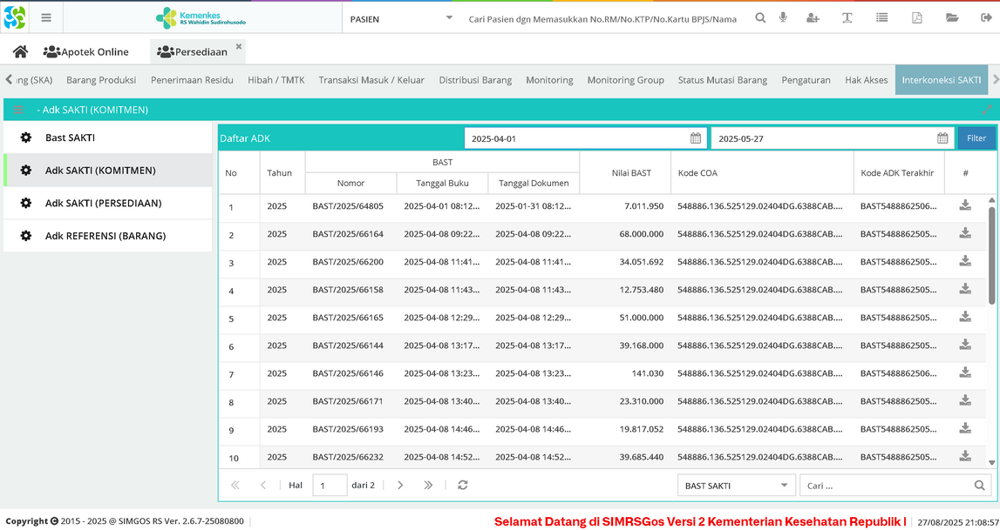 Kemenkes
RS Wahidin Sudirohusodo
PASIEN
Cari Pasien dgn Memasukkan No.RM/No.KTP/No.Kartu BPJS/Nama
Apotek Online
Persediaan
ng (SKA) Barang Produksi Penerimaan Residu Hibah / TMTK Transaksi Masuk / Keluar Distribusi Barang Monitoring Monitoring Group Status Mutasi Barang Pengaturan Hak Akses Interkoneksi SAKTI
- Adk SAKTI (KOMITMEN)
Bast SAKTI
Adk SAKTI (KOMITMEN)
Adk SAKTI (PERSEDIAAN)
Adk REFERENSI (BARANG)
Daftar ADK 2025-04-01 2025-05-27 Filter
No Tahun BAST Nilai BAST Kode COA Kode ADK Terakhir #
Nomor Tanggal Buku Tanggal Dokumen
1 2025 BAST/2025/64805 2025-04-01 08:12... 2025-01-31 08:12... 7.011.950 548886.136.525129.02404DG.6388CAB.... BAST5488862506...
2 2025 BAST/2025/66164 2025-04-08 09:22... 2025-04-08 09:22... 68.000.000 548886.136.525129.02404DG.6388CAB.... BAST5488862505...
3 2025 BAST/2025/66200 2025-04-08 11:41... 2025-04-08 11:41... 34.051.692 548886.136.525129.02404DG.6388CAB.... BAST5488862505...
4 2025 BAST/2025/66158 2025-04-08 11:43... 2025-04-08 11:43... 12.753.480 548886.136.525129.02404DG.6388CAB.... BAST5488862505...
5 2025 BAST/2025/66165 2025-04-08 12:29... 2025-04-08 12:29... 51.000.000 548886.136.525129.02404DG.6388CAB.... BAST5488862505...
6 2025 BAST/2025/66144 2025-04-08 13:17... 2025-04-08 13:17... 39.168.000 548886.136.525129.02404DG.6388CAB.... BAST5488862505...
7 2025 BAST/2025/66146 2025-04-08 13:23... 2025-04-08 13:23... 141.030 548886.136.525129.02404DG.6388CAB.... BAST5488862506...
8 2025 BAST/2025/66171 2025-04-08 13:40... 2025-04-08 13:40... 23.310.000 548886.136.525129.02404DG.6388CAB.... BAST5488862505...
9 2025 BAST/2025/66193 2025-04-08 14:46... 2025-04-08 14:46... 19.817.052 548886.136.525129.02404DG.6388CAB.... BAST5488862505...
10 2025 BAST/2025/66232 2025-04-08 14:52... 2025-04-08 14:52... 39.685.440 548886.136.525129.02404DG.6388CAB.... BAST5488862505...
Hal 1 dari 2 BAST SAKTI Cari ...
Copyright © 2015 - 2025 @ SIMGOS RS Ver. 2.6.7-25080800 Selamat Datang di SIMRSGos Versi 2 Kementerian Kesehatan Republik I 27/08/2025 21:08:57